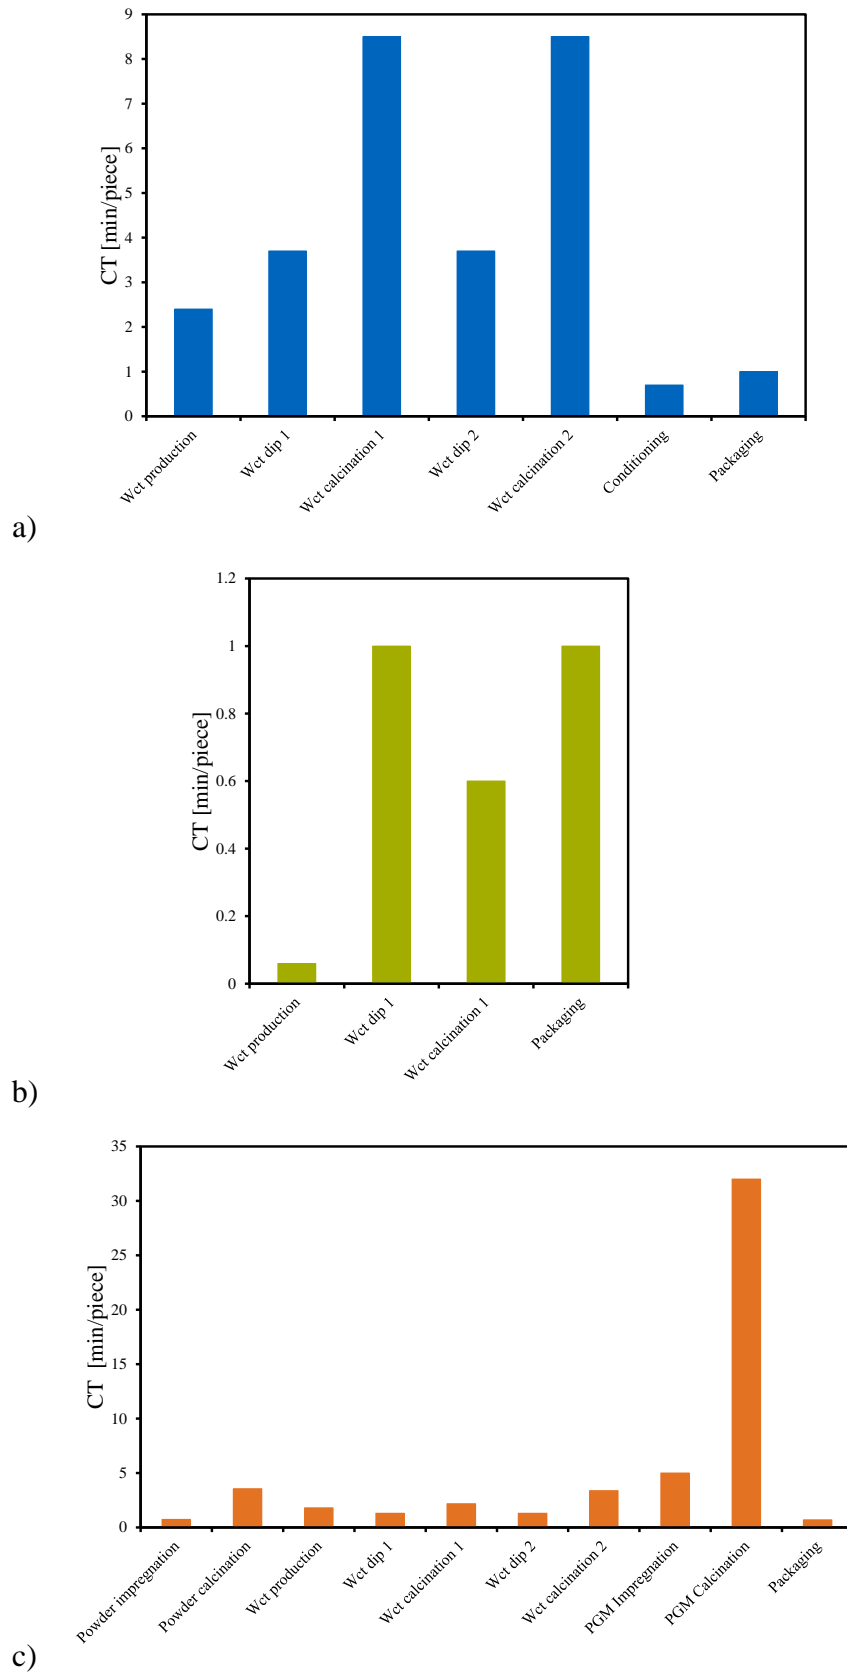 9
8
7
6
5
4
3
2
1
0
CT [min/piece]
Wct production
Wct dip 1
Wct calcination 1
Wct dip 2
Wct calcination 2
Conditioning
Packaging
a)
1.2
1
0.8
0.6
0.4
0.2
0
CT [min/piece]
Wct production
Wct dip 1
Wct calcination 1
Packaging
b)
35
30
25
20
15
10
5
0
CT [min/piece]
Powder impregnation
Powder calcination
Wct production
Wct dip 1
Wct calcination 1
Wct dip 2
Wct calcination 2
PGM Impregnation
PGM Calcination
Packaging
c)